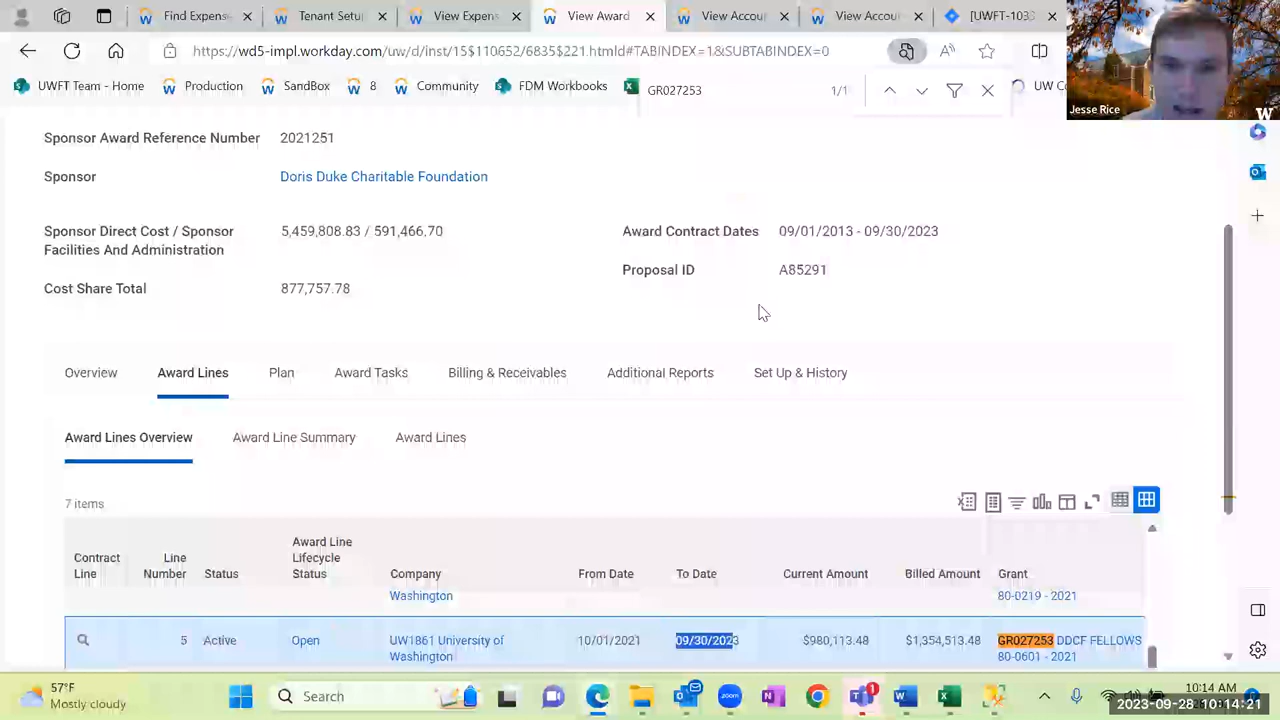 Find Expens
Tenant Setup
View Expens
View Award
View Accou
View Accou
[UWFT-103
https://wd5-impl.workday.com/uw/d/inst/15$110652/6835$221.htmld#TABINDEX=1&SUBTABINDEX=0
UWFT Team - Home
Production
SandBox
8
Community
FDM Workbooks
GR027253
1/1
UW C
Jesse Rice
W
Sponsor Award Reference Number 2021251
Sponsor Doris Duke Charitable Foundation
Sponsor Direct Cost / Sponsor Facilities And Administration 5,459,808.83 / 591,466.70
Award Contract Dates 09/01/2013 - 09/30/2023
Proposal ID A85291
Cost Share Total 877,757.78
Overview Award Lines Plan Award Tasks Billing & Receivables Additional Reports Set Up & History
Award Lines Overview Award Line Summary Award Lines
7 items
Contract Line Line Number Status Award Line Lifecycle Status Company From Date To Date Current Amount Billed Amount Grant
Washington 80-0219 - 2021
5 Active Open UW1861 University of Washington 10/01/2021 09/30/2023 $980,113.48 $1,354,513.48 GR027253 DDCF FELLOWS 80-0601 - 2021
57°F
Mostly cloudy
Search
zoom
1
10:14 AM
2023-09-28 10:14:21